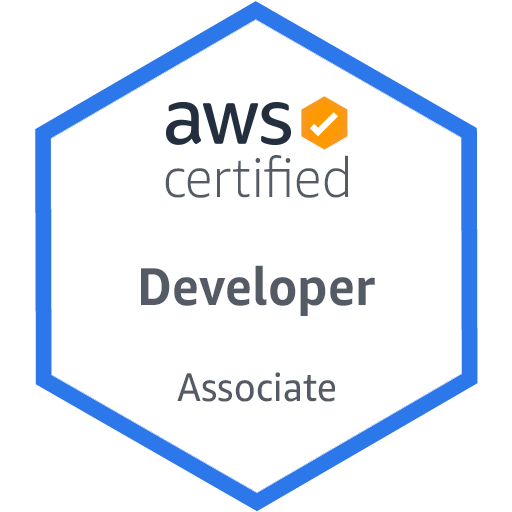 aws
certified
Developer
Associate